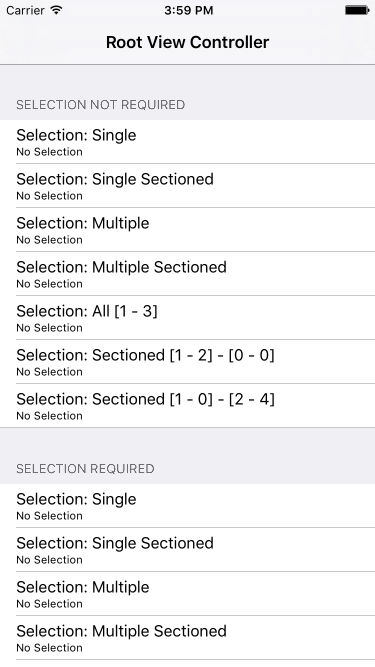 Carrier 3:59 PM
Root View Controller
SELECTION NOT REQUIRED
Selection: Single
No Selection
Selection: Single Sectioned
No Selection
Selection: Multiple
No Selection
Selection: Multiple Sectioned
No Selection
Selection: All [1 - 3]
No Selection
Selection: Sectioned [1 - 2] - [0 - 0]
No Selection
Selection: Sectioned [1 - 0] - [2 - 4]
No Selection
SELECTION REQUIRED
Selection: Single
No Selection
Selection: Single Sectioned
No Selection
Selection: Multiple
No Selection
Selection: Multiple Sectioned
No Selection